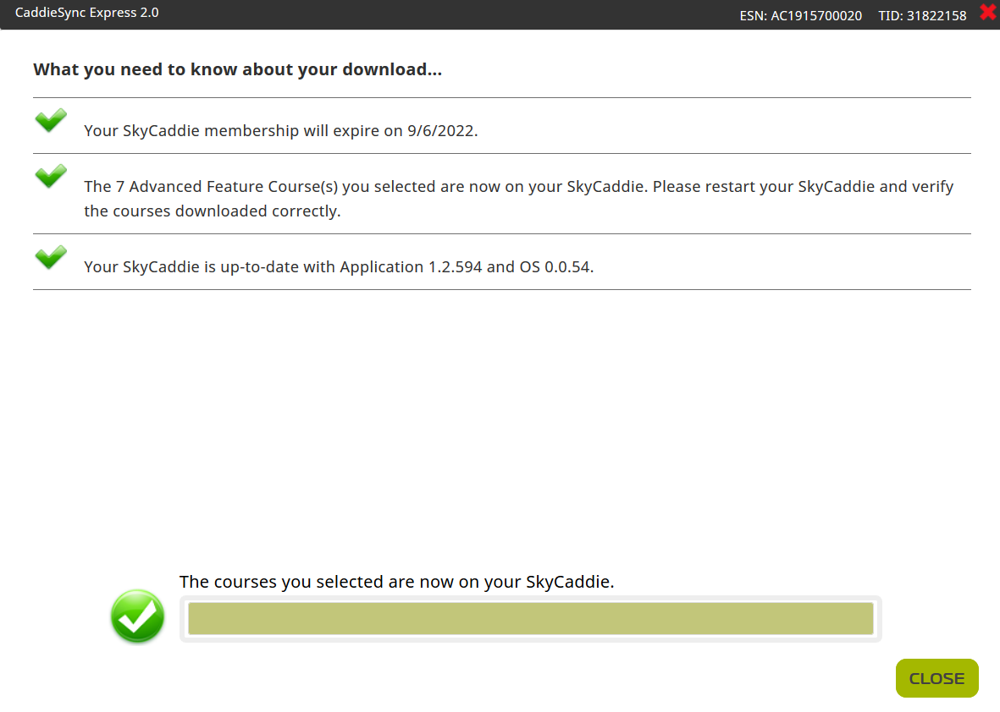 CaddieSync Express 2.0
ESN: AC1915700020 TID: 31822158
What you need to know about your download...
Your SkyCaddie membership will expire on 9/6/2022.
The 7 Advanced Feature Course(s) you selected are now on your SkyCaddie. Please restart your SkyCaddie and verify
the courses downloaded correctly.
Your SkyCaddie is up-to-date with Application 1.2.594 and OS 0.0.54.
The courses you selected are now on your SkyCaddie.
CLOSE